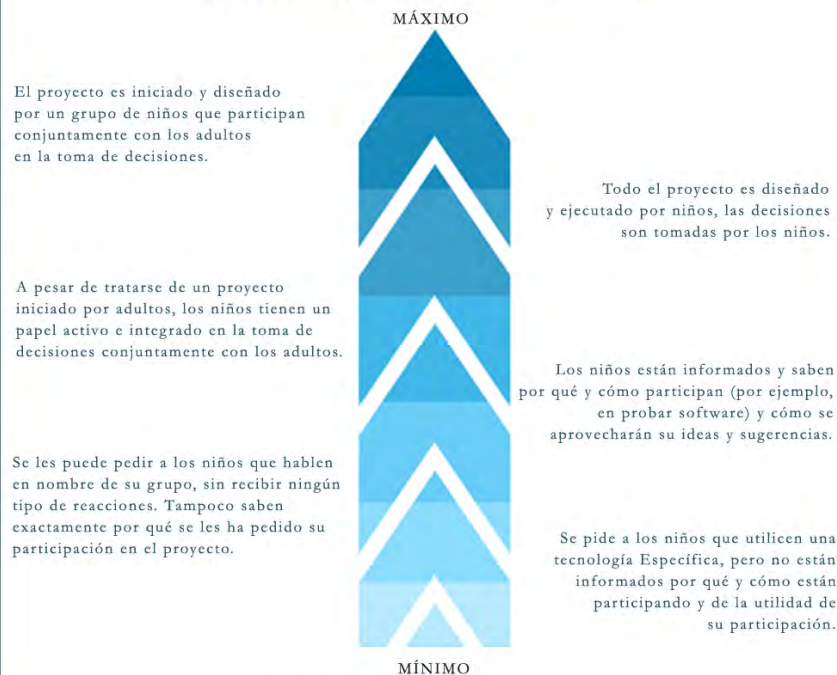 MÁXIMO
El proyecto es iniciado y diseñado
por un grupo de niños que participan
conjuntamente con los adultos
en la toma de decisiones.
Todo el proyecto es diseñado
y ejecutado por niños, las decisiones
son tomadas por los niños.
A pesar de tratarse de un proyecto
iniciado por adultos, los niños tienen un
papel activo e integrado en la toma de
decisiones conjuntamente con los adultos.
Los niños están informados y saben
por qué y cómo participan (por ejemplo,
en probar software) y cómo se
aprovecharán su ideas y sugerencias.
Se les puede pedir a los niños que hablen
en nombre de su grupo, sin recibir ningún
tipo de reacciones. Tampoco saben
exactamente por qué se les ha pedido su
participación en el proyecto.
Se pide a los niños que utilicen una
tecnología Específica, pero no están
informados por qué y cómo están
participando y de la utilidad de
su participación.
MÍNIMO